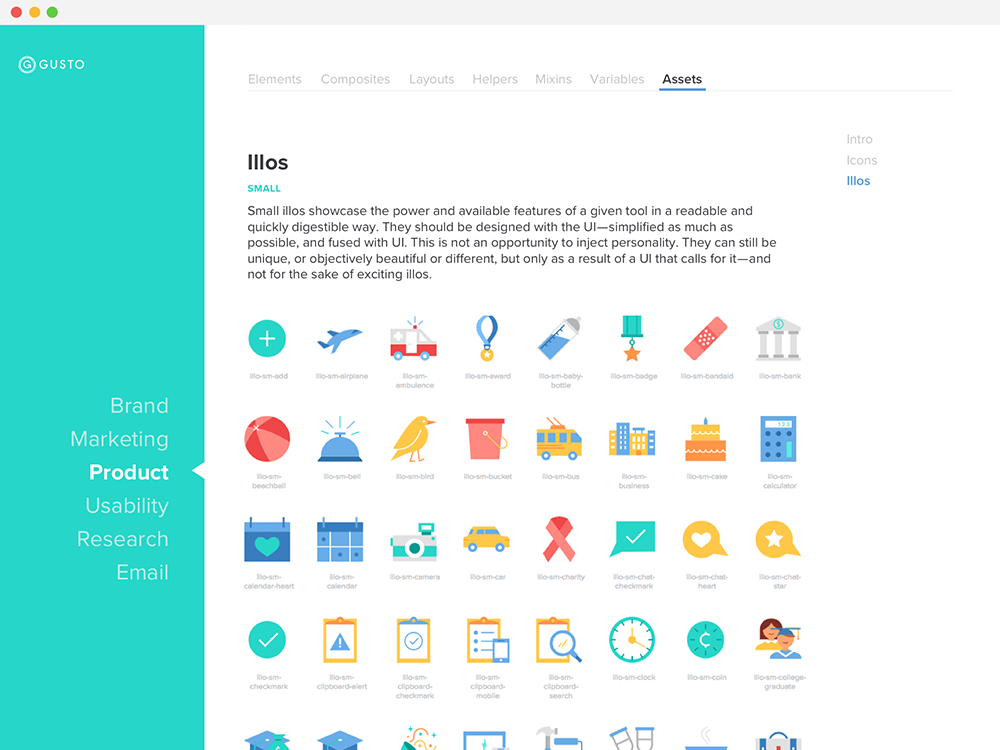 GUSTO
Elements Composites Layouts Helpers Mixins Variables Assets
Intro
Icons
Illos
Illos
SMALL
Small illos showcase the power and available features of a given tool in a readable and
quickly digestible way. They should be designed with the UI—simplified as much as
possible, and fused with UI. This is not an opportunity to inject personality. They can still be
unique, or objectively beautiful or different, but only as a result of a UI that calls for it—and
not for the sake of exciting illos.
Brand
Marketing
Product
Usability
Research
Email
illo-sm-add illo-sm-airplane illo-sm- illo-sm-award illo-sm-baby- illo-sm-badge illo-sm-bandaid illo-sm-bank
ambulence bottle
illo-sm- illo-sm-bell illo-sm-bird illo-sm-bucket illo-sm-bus illo-sm- illo-sm-cake illo-sm-
beachball business calculator
illo-sm- illo-sm- illo-sm-camera illo-sm-car illo-sm-charity illo-sm-chat- illo-sm-chat- illo-sm-chat-
calendar-heart calendar checkmark heart star
illo-sm- illo-sm- illo-sm- illo-sm- illo-sm- illo-sm-clock illo-sm-coin illo-sm-college-
checkmark clipboard-alert clipboard- clipboard- clipboard- graduate
checkmark mobile search